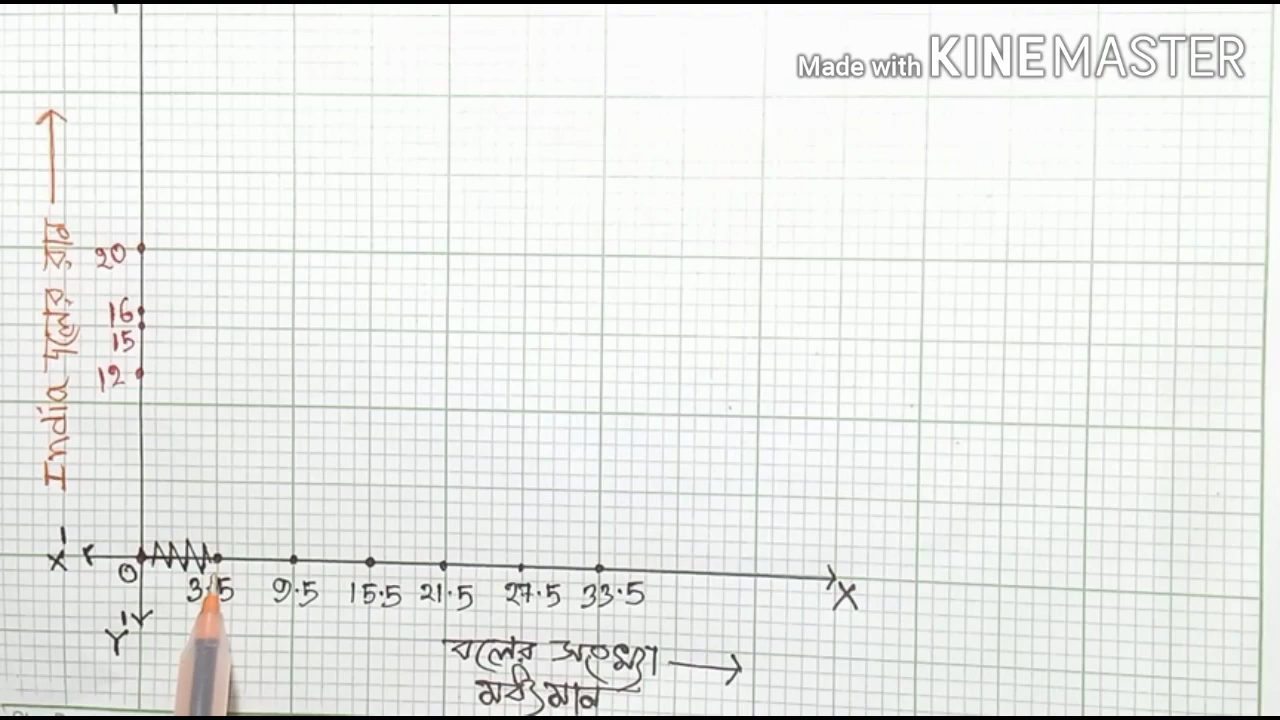 Made with KINEMASTER
India দলের রান
20
16
15
12
X'
O
3.5 9.5 15.5 21.5 27.5 33.5
X
Y'
বলের সংখ্যা
মধ্যমান